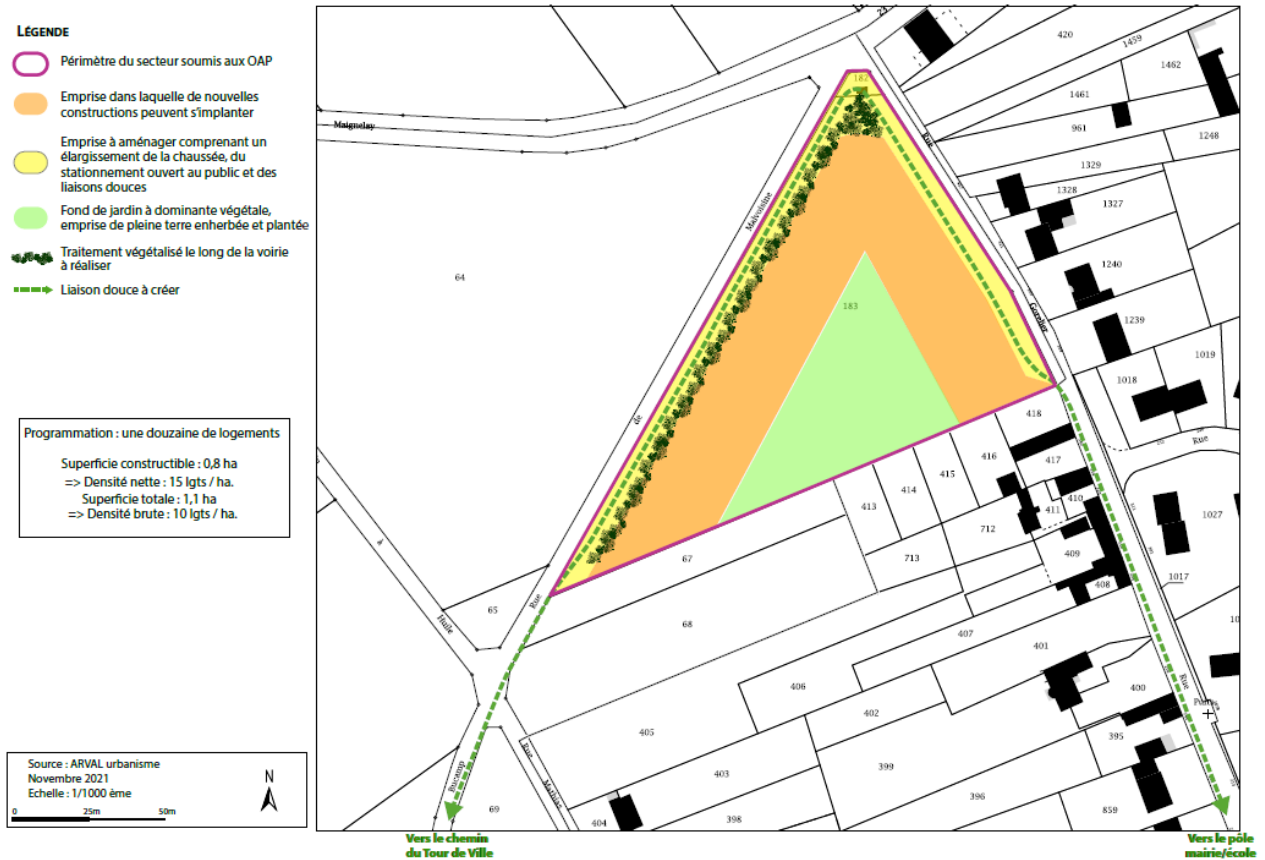 LÉGENDE
Périmètre du secteur soumis aux OAP
Emprise dans laquelle de nouvelles
constructions peuvent s'implanter
Emprise à aménager comprenant un
élargissement de la chaussée, du
stationnement ouvert au public et des
liaisons douces
Fond de jardin à dominante végétale,
emprise de pleine terre enherbée et plantée
Traitement végétalisé le long de la voirie
à réaliser
Liaison douce à créer
Programmation : une douzaine de logements
Superficie constructible : 0,8 ha
=> Densité nette : 15 lgts / ha.
Superficie totale : 1,1 ha
=> Densité brute : 10 lgts / ha.
Source : ARVAL urbanisme
Novembre 2021
Echelle : 1/1000 ème
N
0 25m 50m
23
420
1459
1462
182
1461
Maignelay
Rue
961
1248
1329
1328
1327
Malvoisine
64
1240
183
1239
1019
1018
de
418
Rue
416
417
415
414
413
410
411
1027
712
409
67
713
408
1017
65
Rue
Huile
68
407
401
406
400
Rue
402
405
395
403
399
Rue
Mathias
Bucamp
396
69
859
404
398
Vers le chemin
du Tour de Ville
Vers le pôle
mairie/école